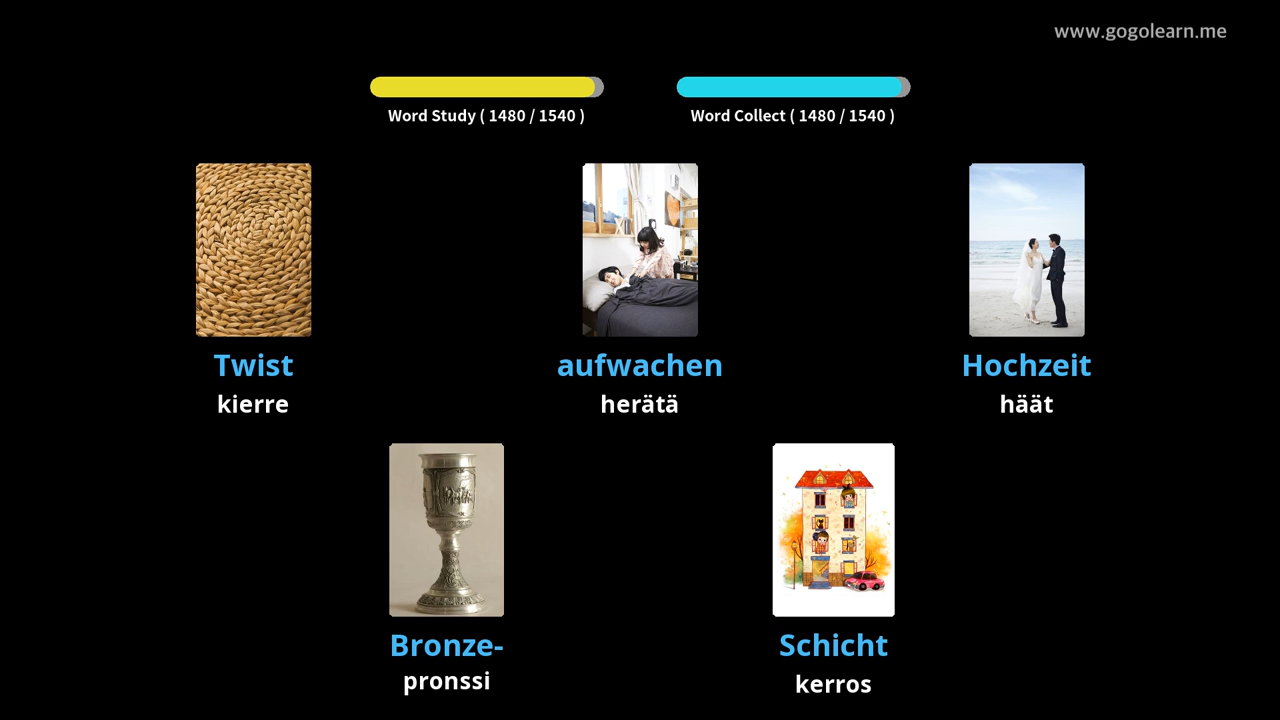 www.gogolearn.me
Word Study ( 1480 / 1540 )
Word Collect ( 1480 / 1540 )
Twist
kierre
aufwachen
herätä
Hochzeit
häät
Bronze-
pronssi
Schicht
kerros